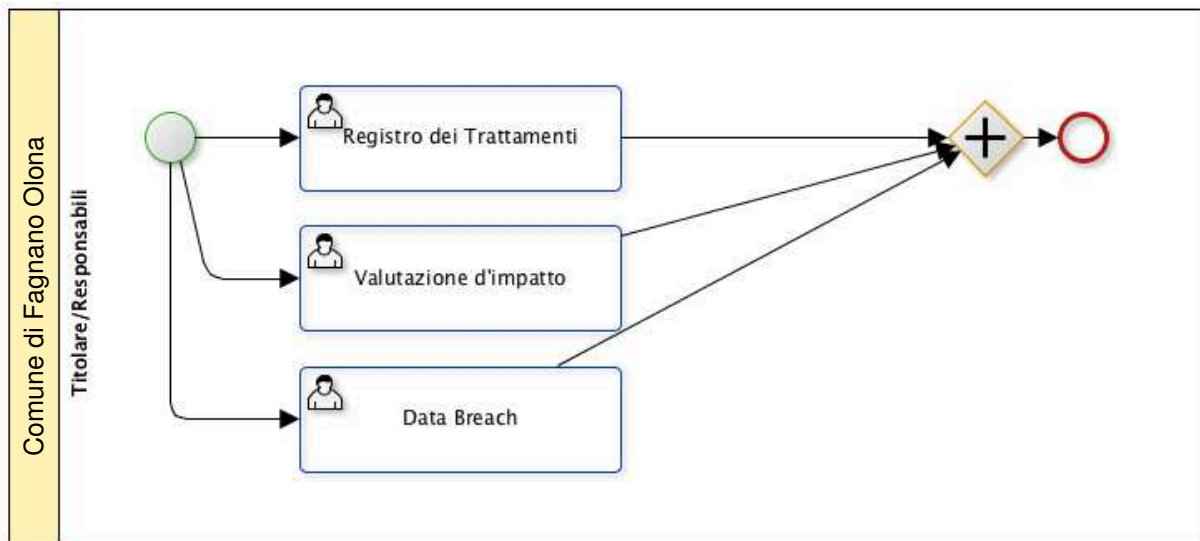 Comune di Fagnano Olona
Titolare/Responsabili
Registro dei Trattamenti
Valutazione d'impatto
Data Breach